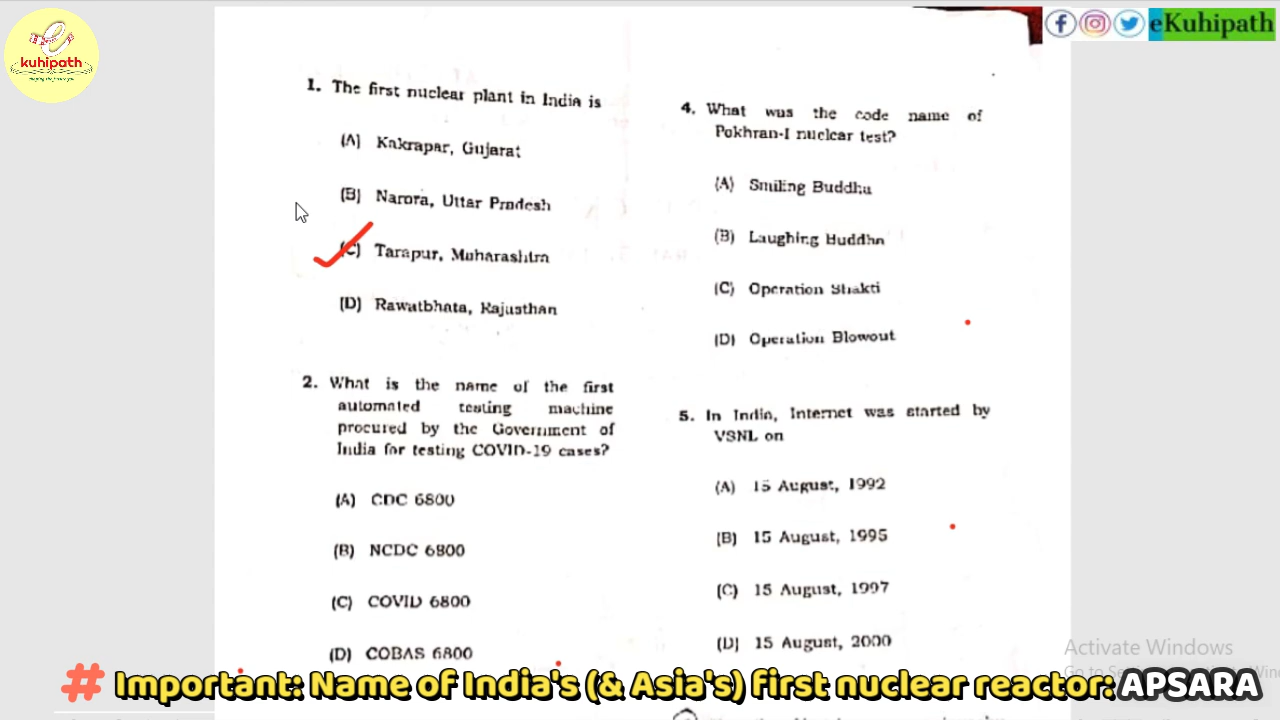 kuhipath
eKuhipath
1. The first nuclear plant in India is
(A) Kakrapar, Gujarat
(B) Narora, Uttar Pradesh
(C) Tarapur, Maharashtra
(D) Rawatbhata, Rajasthan
2. What is the name of the first
automated testing machine
procured by the Government of
India for testing COVID-19 cases?
(A) CDC 6800
(B) NCDC 6800
(C) COVID 6800
(D) COBAS 6800
4. What was the code name of
Pokhran-I nuclear test?
(A) Smiling Buddha
(B) Laughing Buddha
(C) Operation Shakti
(D) Operation Blowout
5. In India, Internet was started by
VSNL on
(A) 15 August, 1992
(B) 15 August, 1995
(C) 15 August, 1997
(D) 15 August, 2000
Activate Windows
# Important: Name of India's (& Asia's) first nuclear reactor: APSARA